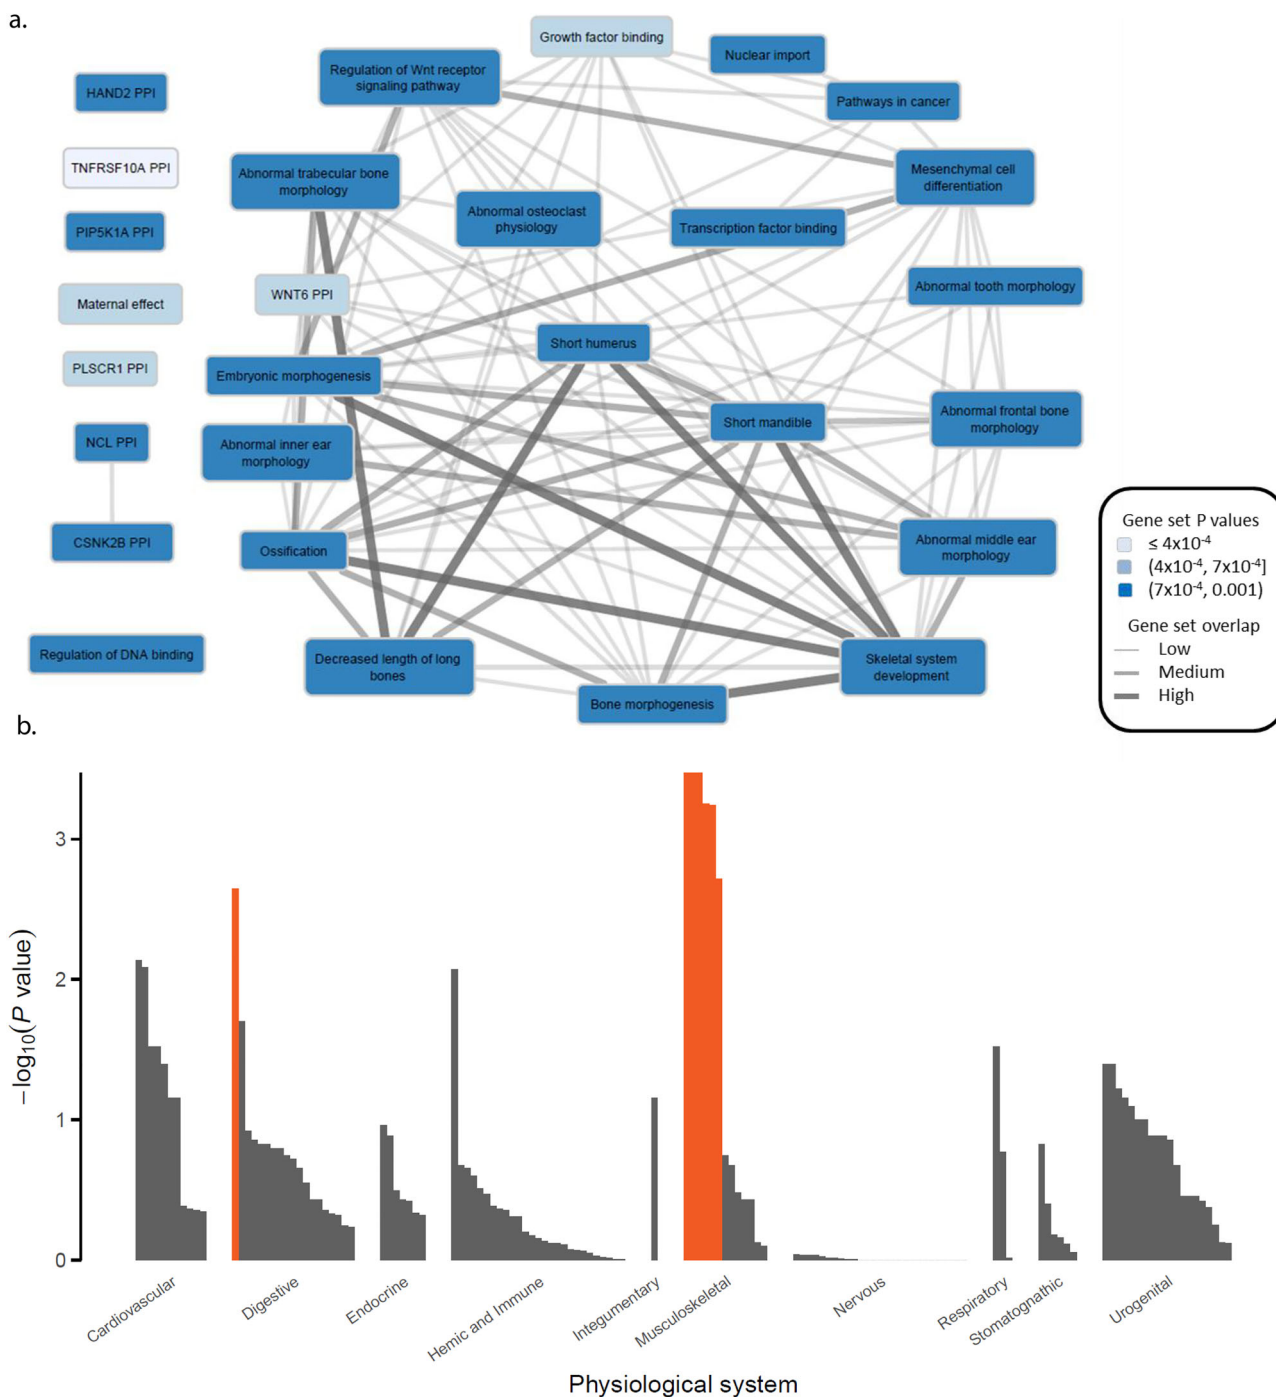 a.
Growth factor binding
Nuclear import
Regulation of Wnt receptor
signaling pathway
HAND2 PPI
Pathways in cancer
TNFRSF10A PPI
Abnormal trabecular bone
morphology
Mesenchymal cell
differentiation
Abnormal osteoclast
physiology
Transcription factor binding
PIP5K1A PPI
Maternal effect
WNT6 PPI
Abnormal tooth morphology
Short humerus
PLSCR1 PPI
Embryonic morphogenesis
Short mandible
Abnormal frontal bone
morphology
NCL PPI
Abnormal inner ear
morphology
CSNK2B PPI
Ossification
Abnormal middle ear
morphology
Regulation of DNA binding
Decreased length of long
bones
Skeletal system
development
Bone morphogenesis
Gene set P values
≤ 4x10⁻⁴
(4x10⁻⁴, 7x10⁻⁴]
(7x10⁻⁴, 0.001)
Gene set overlap
Low
Medium
High
b.
−log₁₀(P value)
3
2
1
0
Cardiovascular
Digestive
Endocrine
Hemic and Immune
Integumentary
Musculoskeletal
Nervous
Respiratory
Stomatognathic
Urogenital
Physiological system